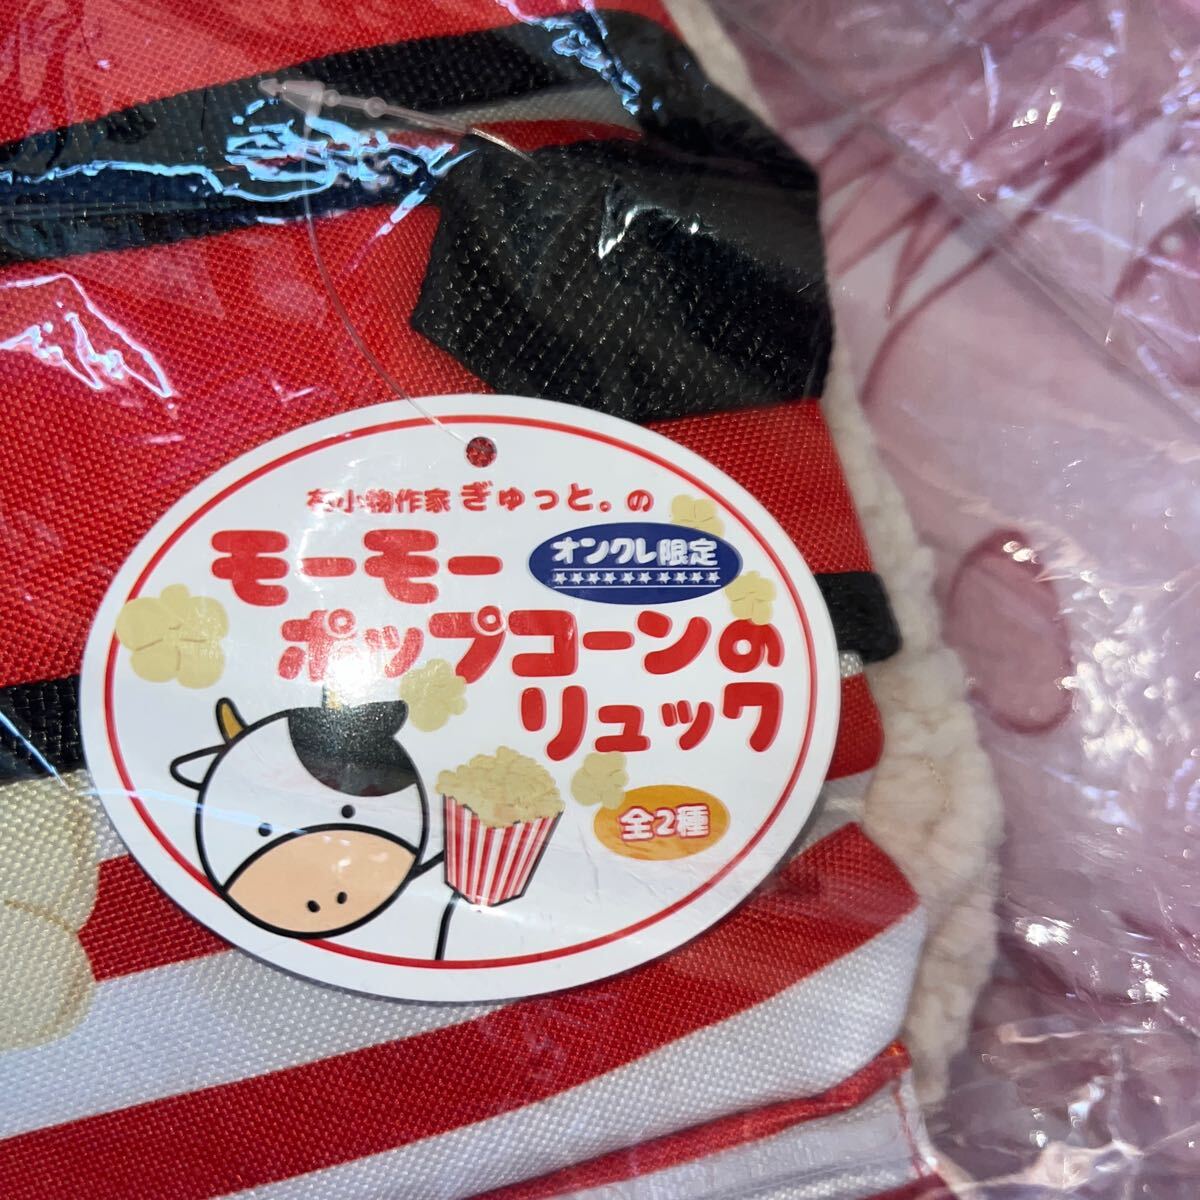 布小物作家 ぎゅっと。の
モーモー
オンクレ限定
ポップコーンの
リュック
全2種